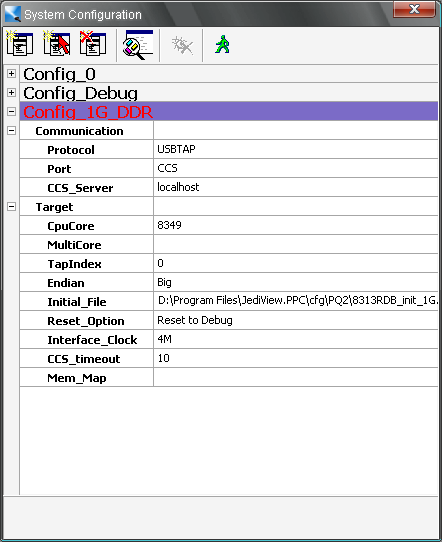 System Configuration
Config_0
Config_Debug
Config_1G_DDR
Communication
Protocol USBTAP
Port CCS
CCS_Server localhost
Target
CpuCore 8349
MultiCore
TapIndex 0
Endian Big
Initial_File D:\Program Files\JediView.PPC\cfg\PQ2\8313RDB_init_1G.
Reset_Option Reset to Debug
Interface_Clock 4M
CCS_timeout 10
Mem_Map